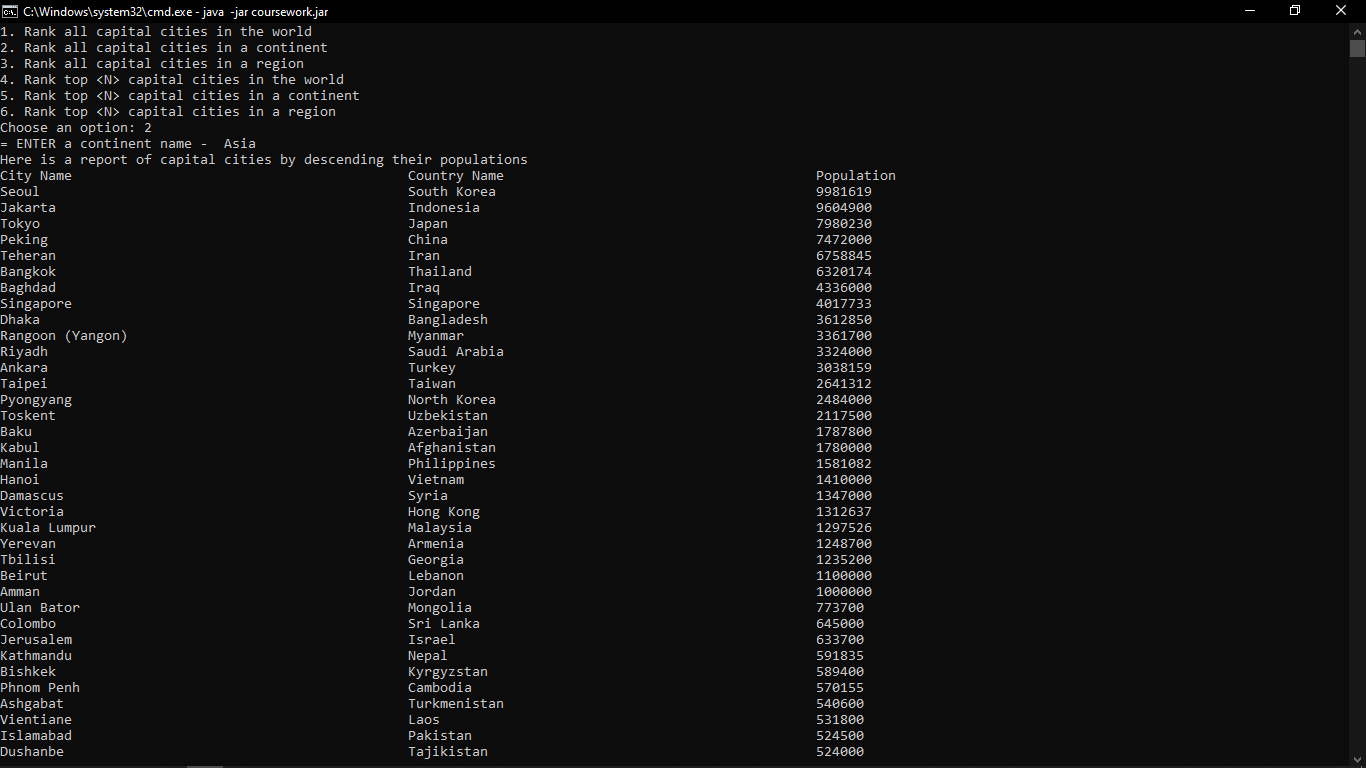 C:\Windows\system32\cmd.exe - java -jar coursework.jar
1. Rank all capital cities in the world
2. Rank all capital cities in a continent
3. Rank all capital cities in a region
4. Rank top <N> capital cities in the world
5. Rank top <N> capital cities in a continent
6. Rank top <N> capital cities in a region
Choose an option: 2
= ENTER a continent name -  Asia
Here is a report of capital cities by descending their populations
City Name Country Name Population
Seoul South Korea 9981619
Jakarta Indonesia 9604900
Tokyo Japan 7980230
Peking China 7472000
Teheran Iran 6758845
Bangkok Thailand 6320174
Baghdad Iraq 4336000
Singapore Singapore 4017733
Dhaka Bangladesh 3612850
Rangoon (Yangon) Myanmar 3361700
Riyadh Saudi Arabia 3324000
Ankara Turkey 3038159
Taipei Taiwan 2641312
Pyongyang North Korea 2484000
Toskent Uzbekistan 2117500
Baku Azerbaijan 1787800
Kabul Afghanistan 1780000
Manila Philippines 1581082
Hanoi Vietnam 1410000
Damascus Syria 1347000
Victoria Hong Kong 1312637
Kuala Lumpur Malaysia 1297526
Yerevan Armenia 1248700
Tbilisi Georgia 1235200
Beirut Lebanon 1100000
Amman Jordan 1000000
Ulan Bator Mongolia 773700
Colombo Sri Lanka 645000
Jerusalem Israel 633700
Kathmandu Nepal 591835
Bishkek Kyrgyzstan 589400
Phnom Penh Cambodia 570155
Ashgabat Turkmenistan 540600
Vientiane Laos 531800
Islamabad Pakistan 524500
Dushanbe Tajikistan 524000